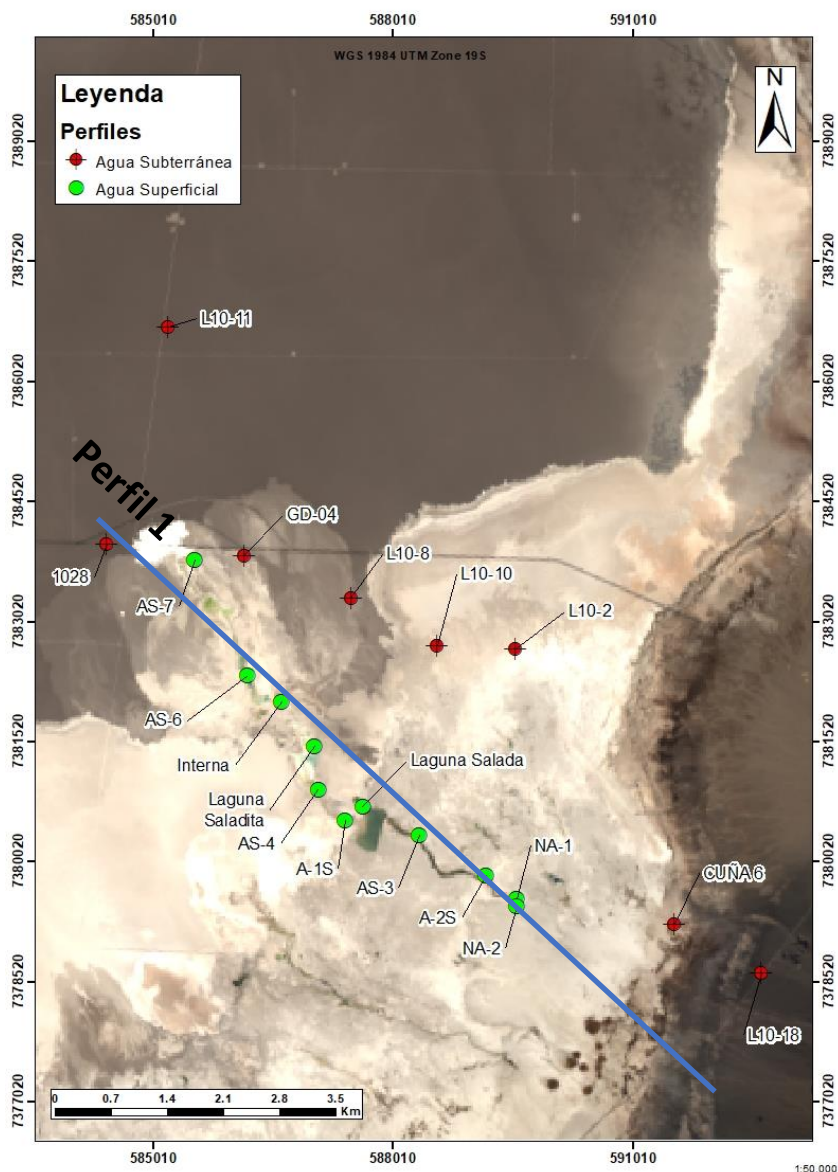 585010
588010
591010
WGS 1984 UTM Zone 19S
Leyenda
Perfiles
Agua Subterránea
Agua Superficial
N
7389020
7389020
7387520
7387520
L10-11
7386020
7386020
Perfil 1
7384520
7384520
GD-04
1028
L10-8
AS-7
L10-10
L10-2
7383020
7383020
AS-6
Interna
7381520
7381520
Laguna Salada
Laguna
Saladita
AS-4
A-1S
AS-3
NA-1
7380020
7380020
A-2S
CUÑA 6
NA-2
7378520
7378520
L10-18
0 0.7 1.4 2.1 2.8 3.5
Km
7377020
7377020
585010
588010
591010
1:50.000